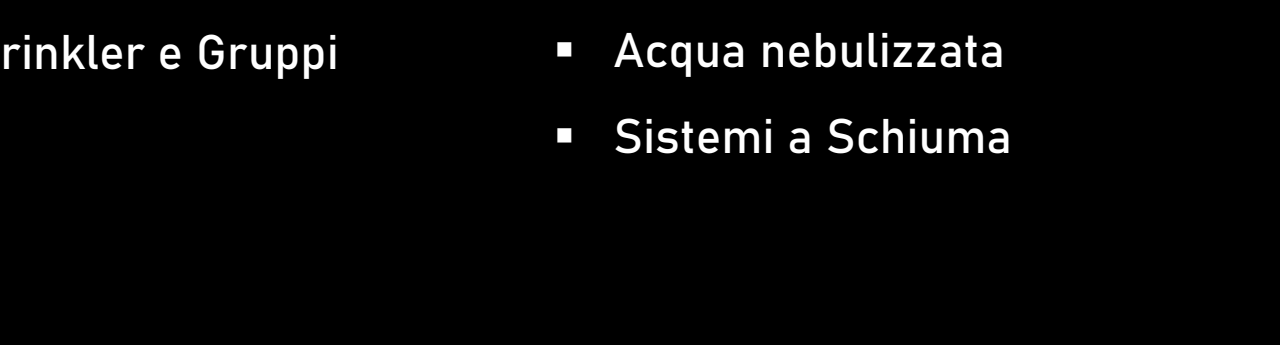 rinkler e Gruppi
▪ Acqua nebulizzata
▪ Sistemi a Schiuma